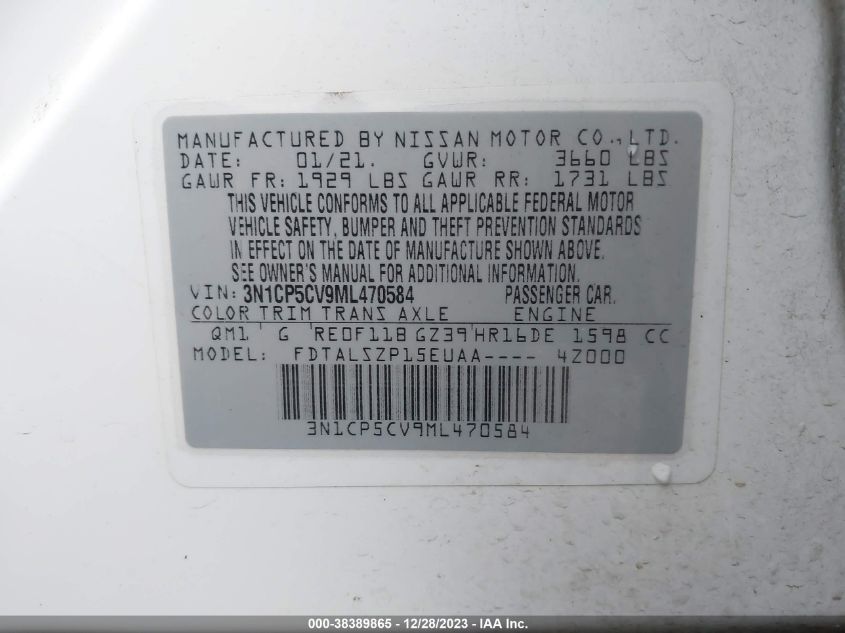 MANUFACTURED BY NISSAN MOTOR CO., LTD.
DATE: 01/21. GVWR: 3660 LBS
GAWR FR: 1929 LBS GAWR RR: 1731 LBS
THIS VEHICLE CONFORMS TO ALL APPLICABLE FEDERAL MOTOR
VEHICLE SAFETY, BUMPER AND THEFT PREVENTION STANDARDS
IN EFFECT ON THE DATE OF MANUFACTURE SHOWN ABOVE.
SEE OWNER'S MANUAL FOR ADDITIONAL INFORMATION.
VIN: 3N1CP5CV9ML470584 PASSENGER CAR.
COLOR TRIM TRANS AXLE ENGINE
QM1 G RE0F11B GZ39 HR16DE 1598 CC
MODEL: FDTALSZP15EUAA---- 4Z000
3N1CP5CV9ML470584
000-38389865 - 12/28/2023 - IAA Inc.